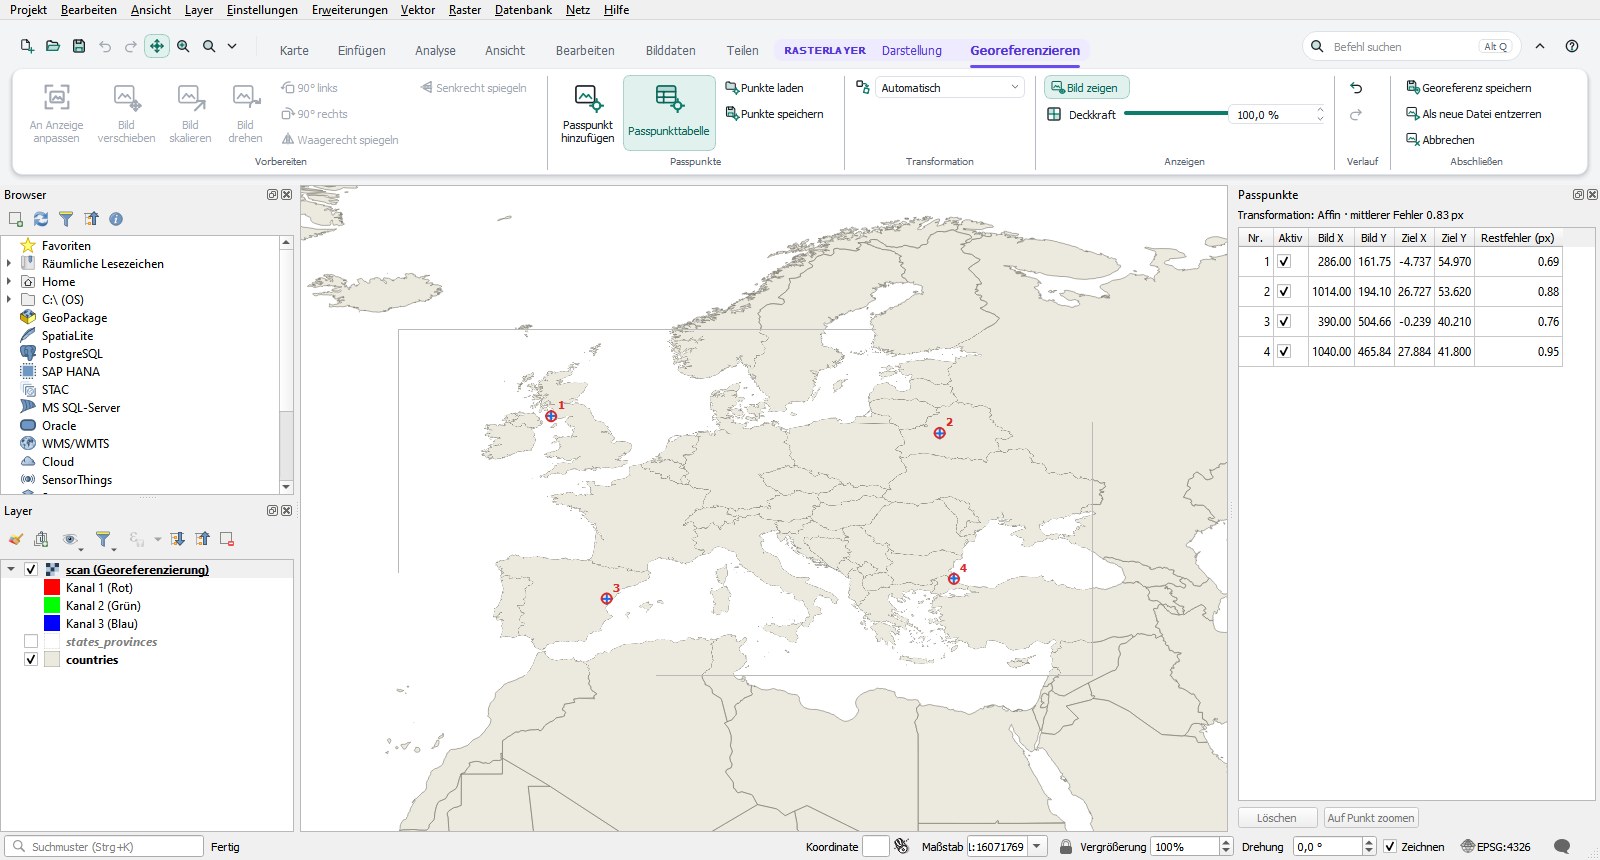 Projekt Bearbeiten Ansicht Layer Einstellungen Erweiterungen Vektor Raster Datenbank Netz Hilfe
Karte Einfügen Analyse Ansicht Bearbeiten Bilddaten Teilen RASTERLAYER Darstellung Georeferenzieren Befehl suchen Alt Q
An Anzeige anpassen
Bild verschieben
Bild skalieren
Bild drehen
90° links
90° rechts
Waagerecht spiegeln
Senkrecht spiegeln
Vorbereiten
Passpunkt hinzufügen
Passpunkttabelle
Punkte laden
Punkte speichern
Passpunkte
Automatisch
Transformation
Bild zeigen
Deckkraft 100,0 %
Anzeigen
Verlauf
Georeferenz speichern
Als neue Datei entzerren
Abbrechen
Abschließen
Browser
Favoriten
Räumliche Lesezeichen
Home
C:\ (OS)
GeoPackage
SpatiaLite
PostgreSQL
SAP HANA
STAC
MS SQL-Server
Oracle
WMS/WMTS
Cloud
SensorThings
Layer
scan (Georeferenzierung)
Kanal 1 (Rot)
Kanal 2 (Grün)
Kanal 3 (Blau)
states_provinces
countries
1
2
3
4
Passpunkte
Transformation: Affin · mittlerer Fehler 0.83 px
Nr. Aktiv Bild X Bild Y Ziel X Ziel Y Restfehler (px)
1 286.00 161.75 -4.737 54.970 0.69
2 1014.00 194.10 26.727 53.620 0.88
3 390.00 504.66 -0.239 40.210 0.76
4 1040.00 465.84 27.884 41.800 0.95
Löschen Auf Punkt zoomen
Suchmuster (Strg+K) Fertig Koordinate Maßstab 1:16071769 Vergrößerung 100% Drehung 0,0 ° Zeichnen EPSG:4326